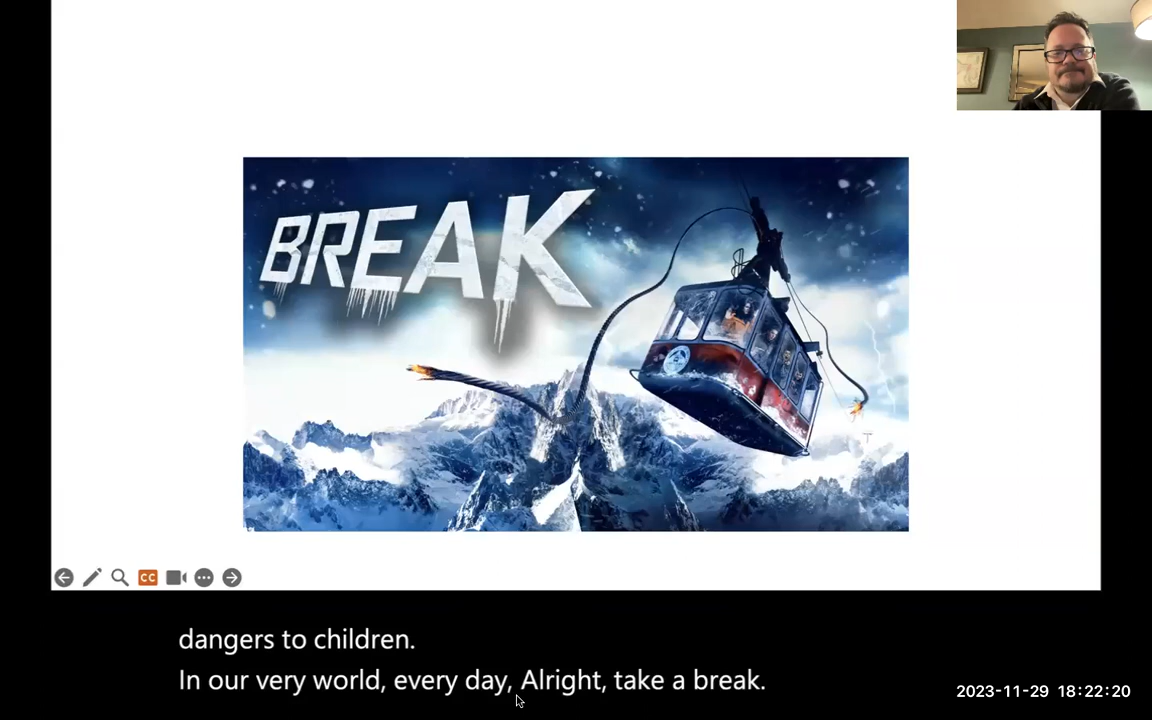 BREAK
CC
dangers to children.
In our very world, every day, Alright, take a break.
2023-11-29 18:22:20